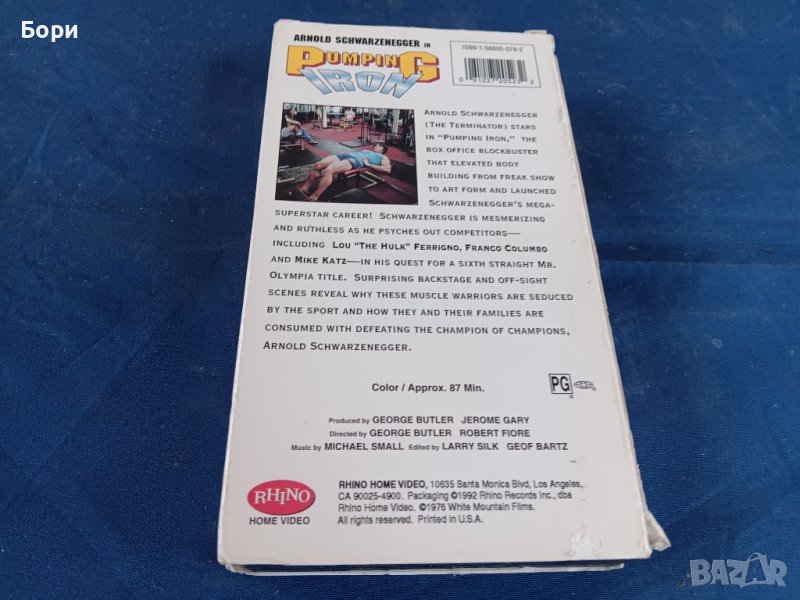 Бори
ARNOLD SCHWARZENEGGER IN
PUMPING
IRON
ISBN 1-56605-078-2
0 81227 20523 2
ARNOLD SCHWARZENEGGER
(THE TERMINATOR) STARS
IN "PUMPING IRON," THE
BOX OFFICE BLOCKBUSTER
THAT ELEVATED BODY
BUILDING FROM FREAK SHOW
TO ART FORM AND LAUNCHED
SCHWARZENEGGER'S MEGA-
SUPERSTAR CAREER! SCHWARZENEGGER IS MESMERIZING
AND RUTHLESS AS HE PSYCHES OUT COMPETITORS—
INCLUDING LOU "THE HULK" FERRIGNO, FRANCO COLUMBO
AND MIKE KATZ—IN HIS QUEST FOR A SIXTH STRAIGHT MR.
OLYMPIA TITLE. SURPRISING BACKSTAGE AND OFF-SIGHT
SCENES REVEAL WHY THESE MUSCLE WARRIORS ARE SEDUCED
BY THE SPORT AND HOW THEY AND THEIR FAMILIES ARE
CONSUMED WITH DEFEATING THE CHAMPION OF CHAMPIONS,
ARNOLD SCHWARZENEGGER.
Color / Approx. 87 Min.
PG
Produced by GEORGE BUTLER JEROME GARY
Directed by GEORGE BUTLER ROBERT FIORE
Music by MICHAEL SMALL Edited by LARRY SILK GEOF BARTZ
RHINO
HOME VIDEO
RHINO HOME VIDEO, 10635 Santa Monica Blvd, Los Angeles,
CA 90025-4900. Packaging ©1992 Rhino Records Inc., dba
Rhino Home Video. ©1976 White Mountain Films.
All rights reserved. Printed in U.S.A.
BAZAR